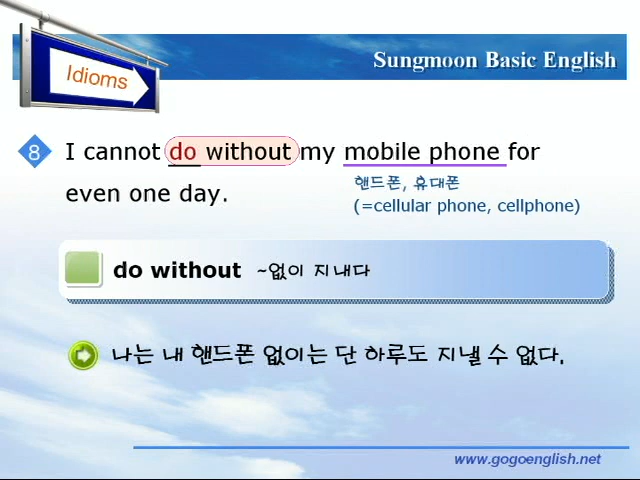 Sungmoon Basic English
Idioms
8 I cannot do without my mobile phone for
핸드폰, 휴대폰
even one day.
(=cellular phone, cellphone)
do without ~없이 지내다
나는 내 핸드폰 없이는 단 하루도 지낼 수 없다.
www.gogoenglish.net